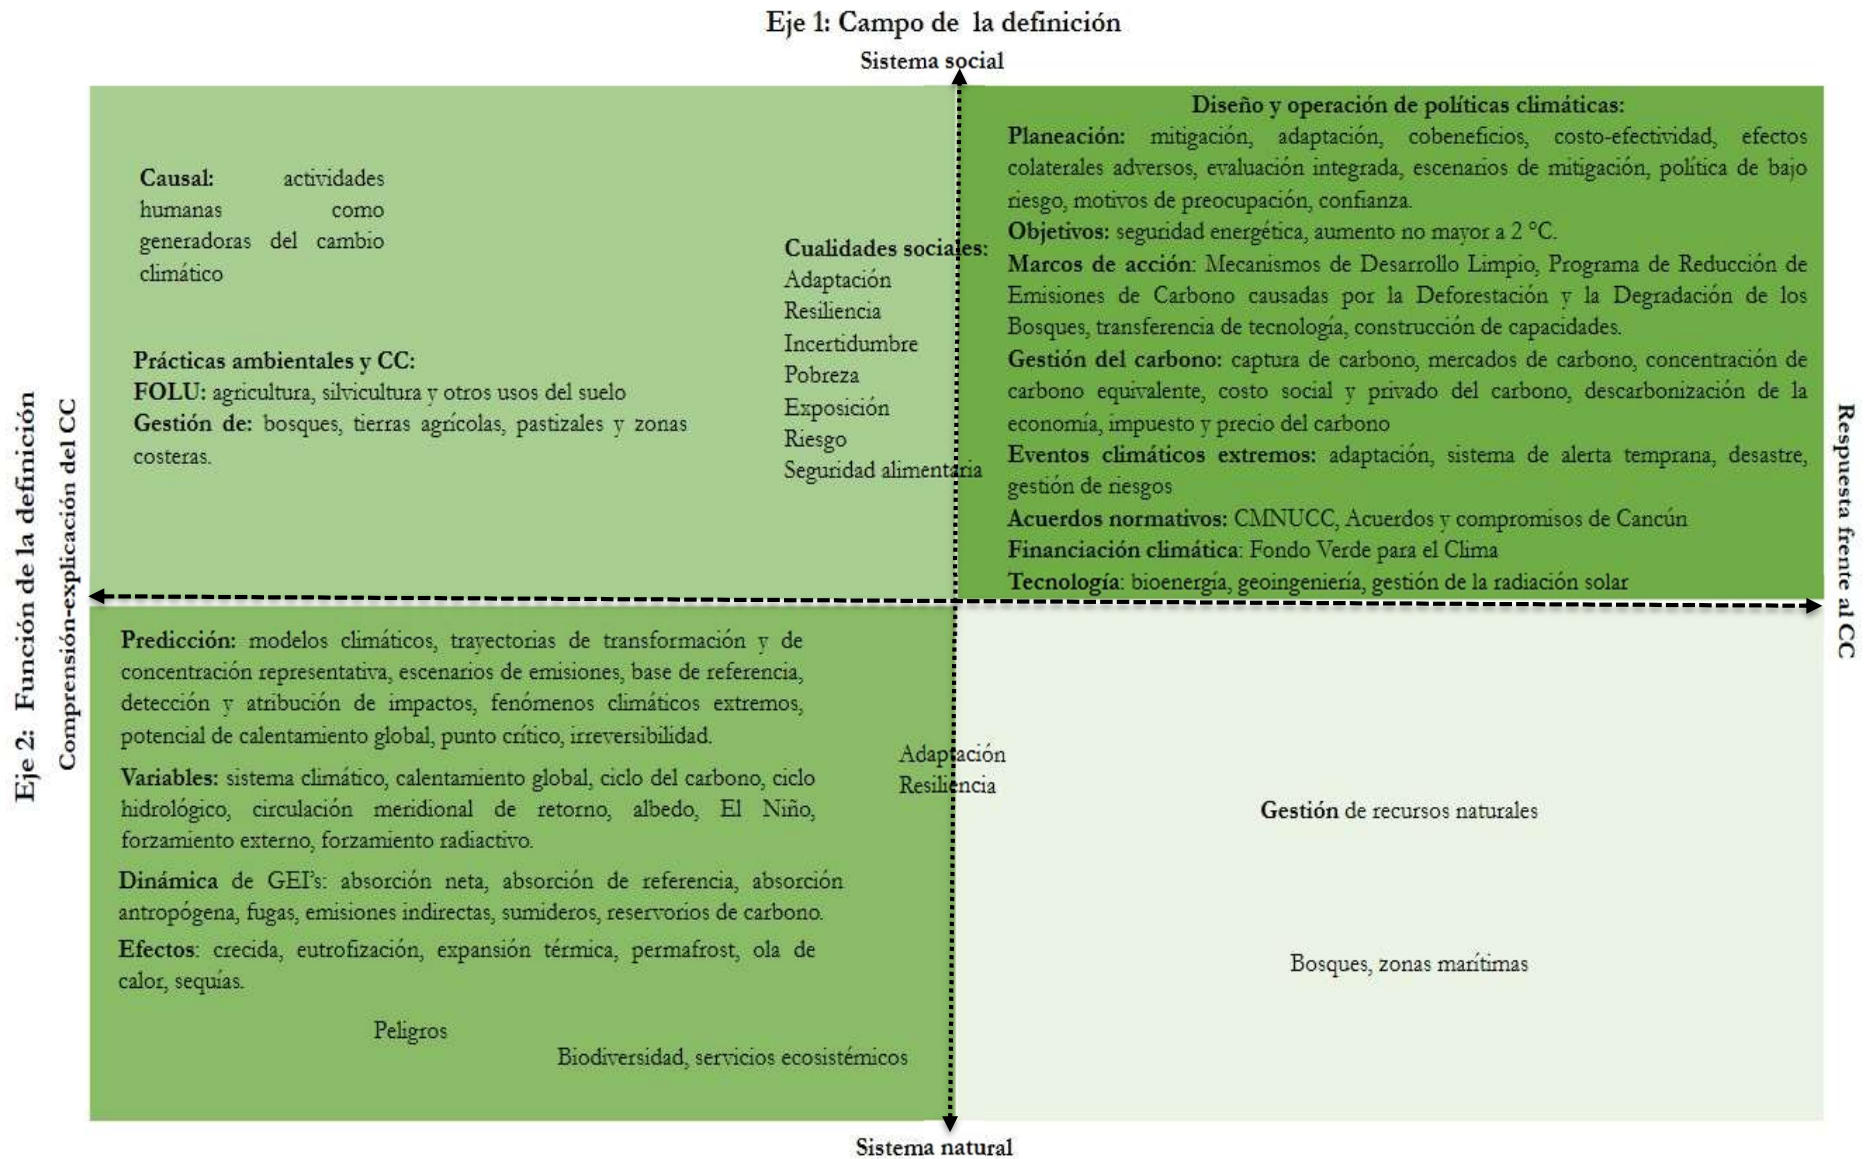 Eje 1: Campo de la definición
Sistema social
Eje 2: Función de la definición
Comprensión-explicación del CC
Causal: actividades
humanas como
generadoras del cambio
climático
Prácticas ambientales y CC:
FOLU: agricultura, silvicultura y otros usos del suelo
Gestión de: bosques, tierras agrícolas, pastizales y zonas
costeras.
Cualidades sociales:
Adaptación
Resiliencia
Incertidumbre
Pobreza
Exposición
Riesgo
Seguridad alimentaria
Diseño y operación de políticas climáticas:
Planeación: mitigación, adaptación, cobeneficios, costo-efectividad, efectos
colaterales adversos, evaluación integrada, escenarios de mitigación, política de bajo
riesgo, motivos de preocupación, confianza.
Objetivos: seguridad energética, aumento no mayor a 2 °C.
Marcos de acción: Mecanismos de Desarrollo Limpio, Programa de Reducción de
Emisiones de Carbono causadas por la Deforestación y la Degradación de los
Bosques, transferencia de tecnología, construcción de capacidades.
Gestión del carbono: captura de carbono, mercados de carbono, concentración de
carbono equivalente, costo social y privado del carbono, descarbonización de la
economía, impuesto y precio del carbono
Eventos climáticos extremos: adaptación, sistema de alerta temprana, desastre,
gestión de riesgos
Acuerdos normativos: CMNUCC, Acuerdos y compromisos de Cancún
Financiación climática: Fondo Verde para el Clima
Tecnología: bioenergía, geoingeniería, gestión de la radiación solar
Respuesta frente al CC
Predicción: modelos climáticos, trayectorias de transformación y de
concentración representativa, escenarios de emisiones, base de referencia,
detección y atribución de impactos, fenómenos climáticos extremos,
potencial de calentamiento global, punto crítico, irreversibilidad.
Variables: sistema climático, calentamiento global, ciclo del carbono, ciclo
hidrológico, circulación meridional de retorno, albedo, El Niño,
forzamiento externo, forzamiento radiactivo.
Dinámica de GEI's: absorción neta, absorción de referencia, absorción
antropógena, fugas, emisiones indirectas, sumideros, reservorios de carbono.
Efectos: crecida, eutrofización, expansión térmica, permafrost, ola de
calor, sequías.
Peligros
Biodiversidad, servicios ecosistémicos
Adaptación
Resiliencia
Gestión de recursos naturales
Bosques, zonas marítimas
Sistema natural